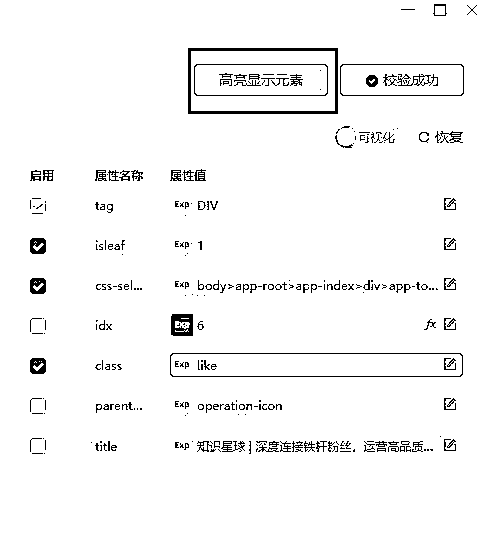 高亮显示元素 校验成功
可视化 恢复
启用 属性名称 属性值
tag Exp DIV
isleaf Exp 1
css-sel... Exp body>app-root>app-index>div>app-to...
idx Exp 6 fx
class Exp like
parent... Exp operation-icon
title Exp 知识星球 | 深度连接铁杆粉丝，运营高品质...